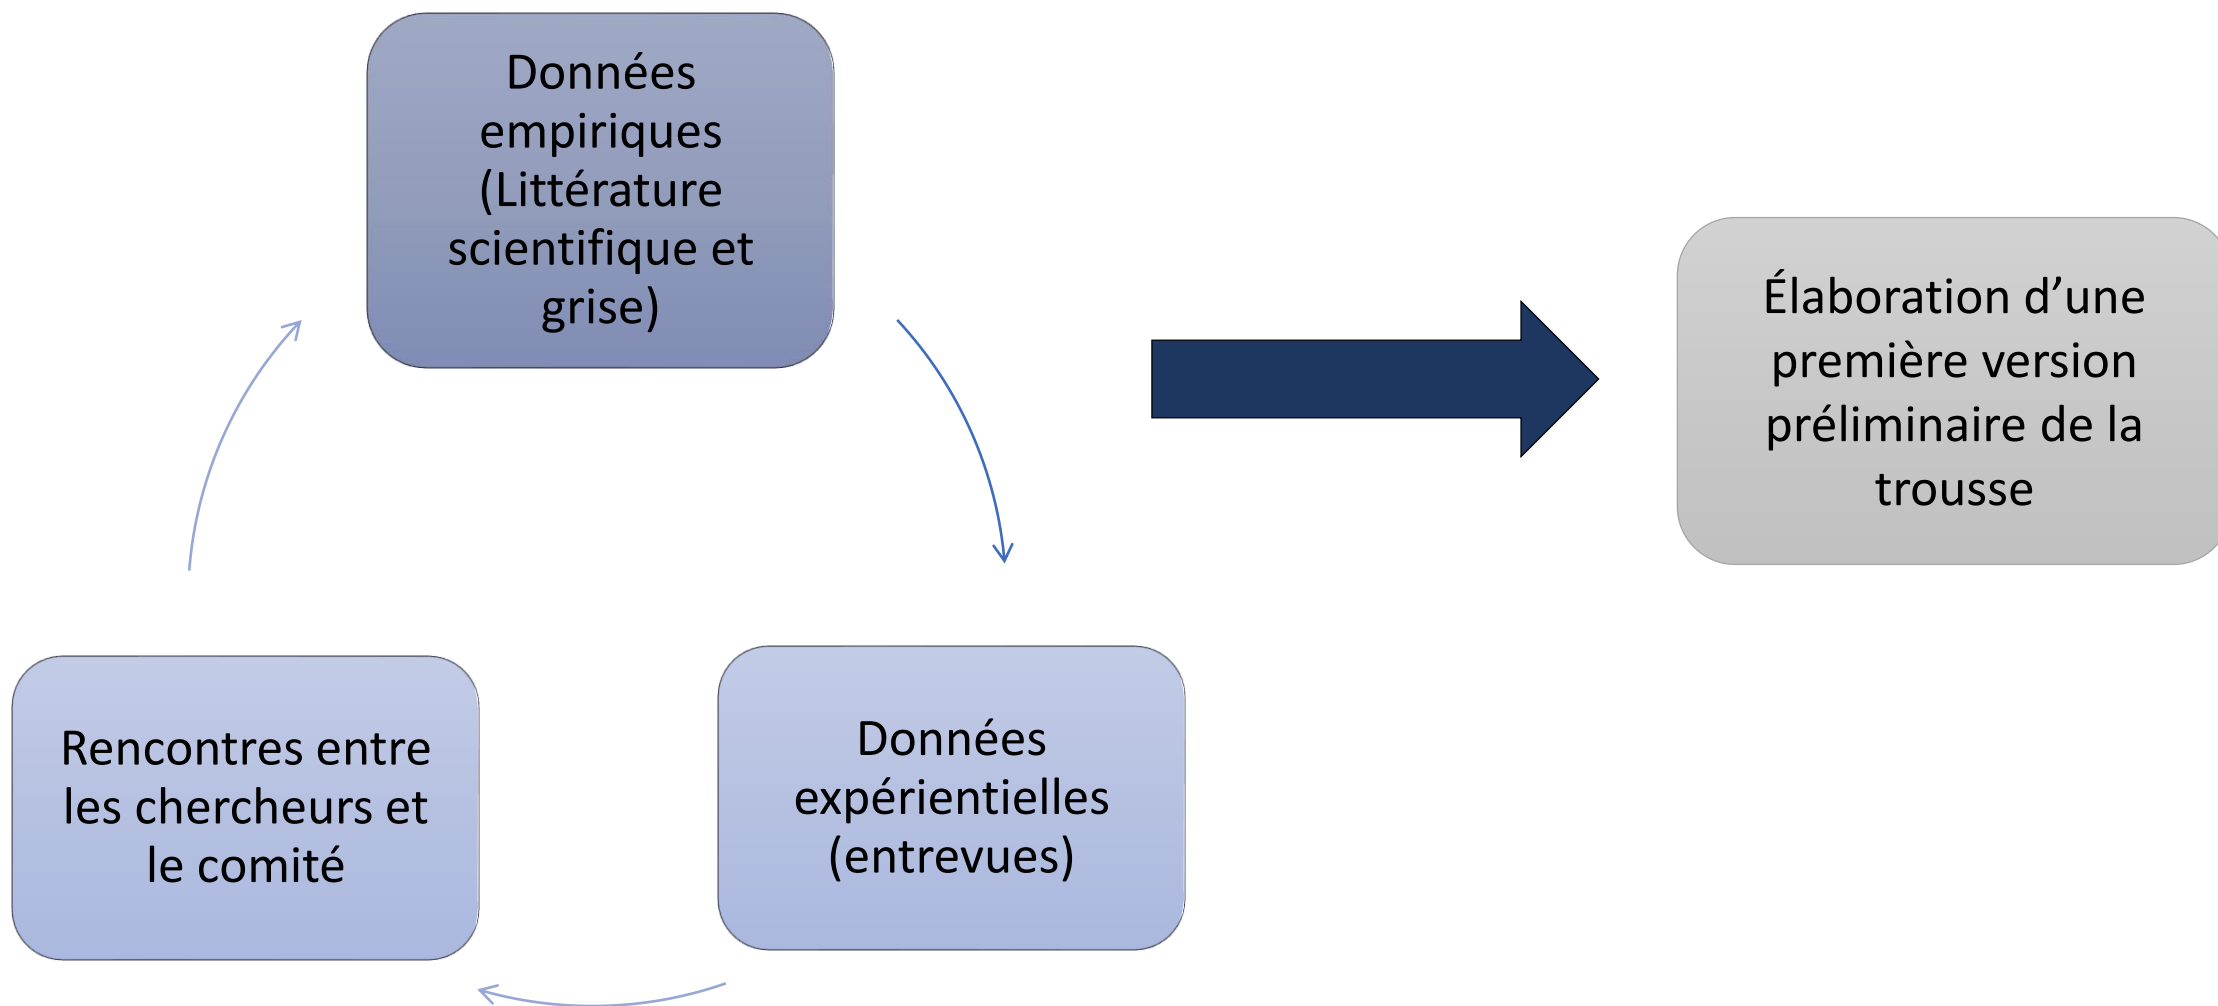 Données
empiriques
(Littérature
scientifique et
grise)
Élaboration d’une
première version
préliminaire de la
trousse
Rencontres entre
les chercheurs et
le comité
Données
expérientielles
(entrevues)